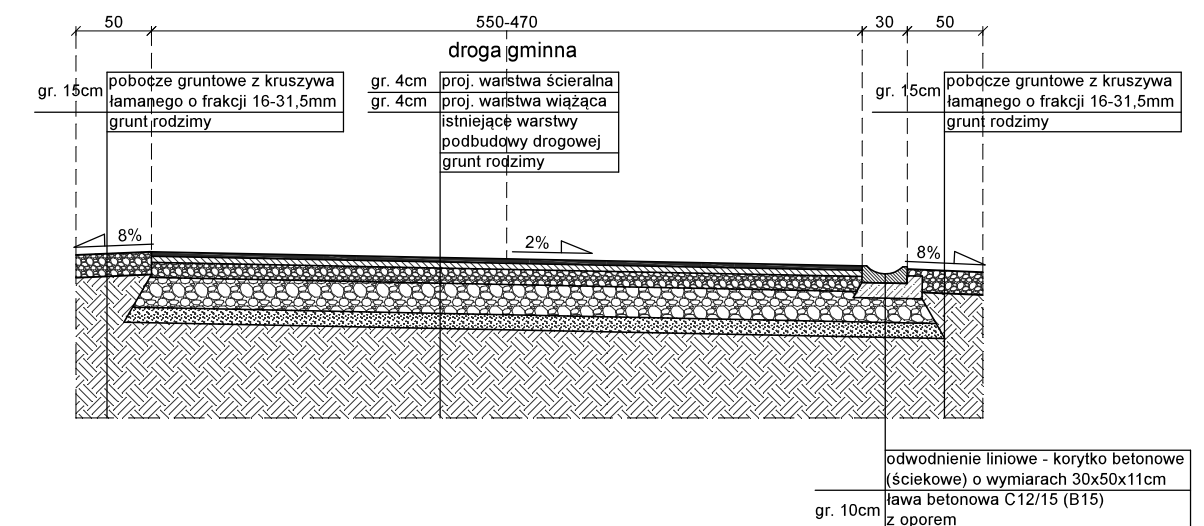 50
550-470
30
50
droga gminna
gr. 15cm
pobocze gruntowe z kruszywa
łamanego o frakcji 16-31,5mm
grunt rodzimy
gr. 4cm
proj. warstwa ścieralna
gr. 4cm
proj. warstwa wiążąca
istniejące warstwy
podbudowy drogowej
grunt rodzimy
gr. 15cm
pobocze gruntowe z kruszywa
łamanego o frakcji 16-31,5mm
grunt rodzimy
8%
2%
8%
odwodnienie liniowe - korytko betonowe
(ściekowe) o wymiarach 30x50x11cm
gr. 10cm
ława betonowa C12/15 (B15)
z oporem